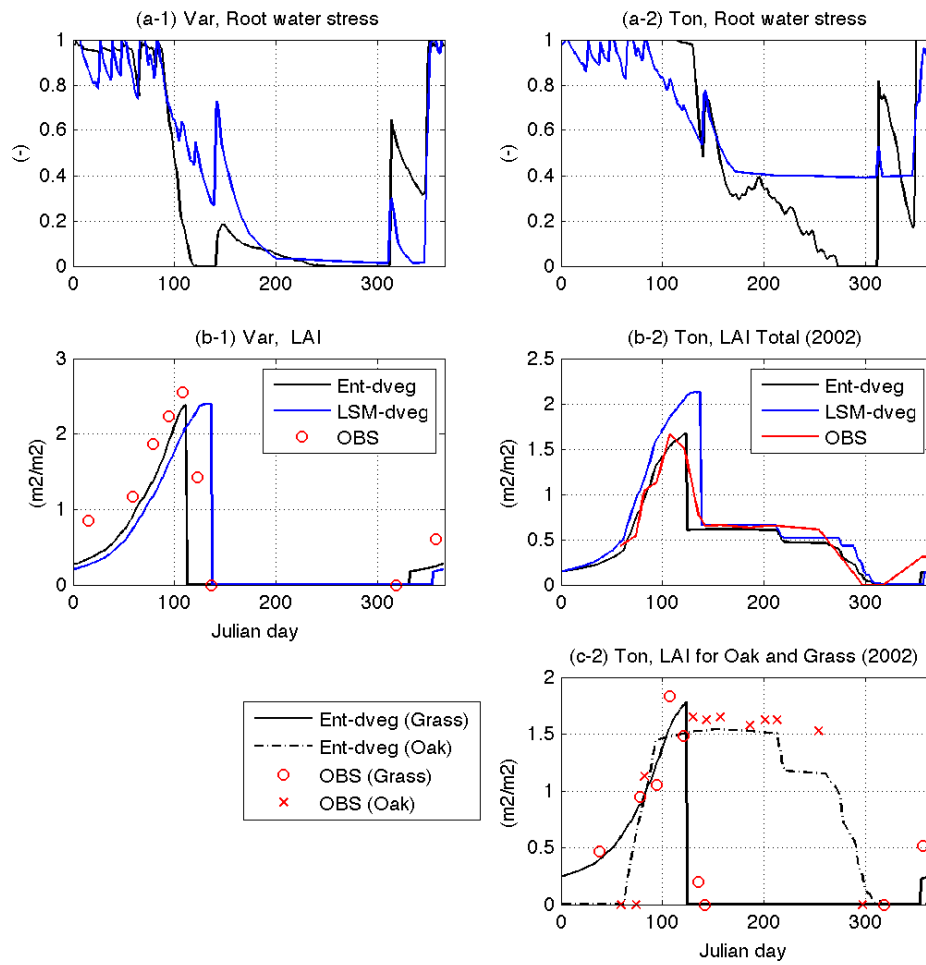 (a-1) Var, Root water stress
(-)
1
0.8
0.6
0.4
0.2
0
0
100
200
300
(a-2) Ton, Root water stress
(-)
1
0.8
0.6
0.4
0.2
0
0
100
200
300
(b-1) Var, LAI
(m2/m2)
3
2
1
0
0
100
200
300
Julian day
Ent-dveg
LSM-dveg
OBS
(b-2) Ton, LAI Total (2002)
(m2/m2)
2.5
2
1.5
1
0.5
0
0
100
200
300
Ent-dveg
LSM-dveg
OBS
Ent-dveg (Grass)
Ent-dveg (Oak)
OBS (Grass)
OBS (Oak)
(c-2) Ton, LAI for Oak and Grass (2002)
(m2/m2)
2
1.5
1
0.5
0
0
100
200
300
Julian day